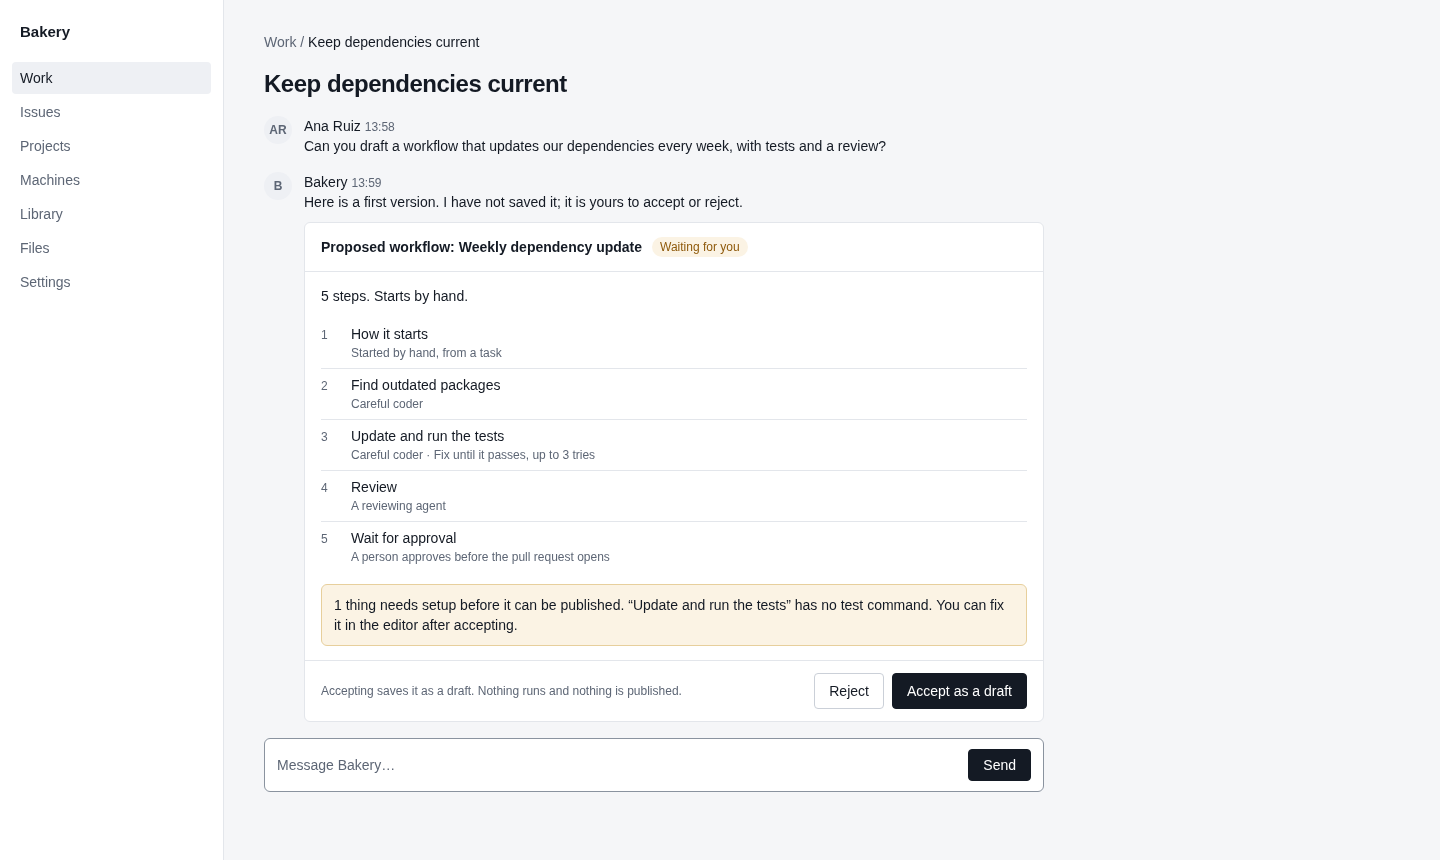 Bakery
Work
Issues
Projects
Machines
Library
Files
Settings
Work / Keep dependencies current
Keep dependencies current
AR
Ana Ruiz 13:58
Can you draft a workflow that updates our dependencies every week, with tests and a review?
B
Bakery 13:59
Here is a first version. I have not saved it; it is yours to accept or reject.
Proposed workflow: Weekly dependency update Waiting for you
5 steps. Starts by hand.
1 How it starts
Started by hand, from a task
2 Find outdated packages
Careful coder
3 Update and run the tests
Careful coder · Fix until it passes, up to 3 tries
4 Review
A reviewing agent
5 Wait for approval
A person approves before the pull request opens
1 thing needs setup before it can be published. “Update and run the tests” has no test command. You can fix
it in the editor after accepting.
Accepting saves it as a draft. Nothing runs and nothing is published. Reject Accept as a draft
Message Bakery… Send